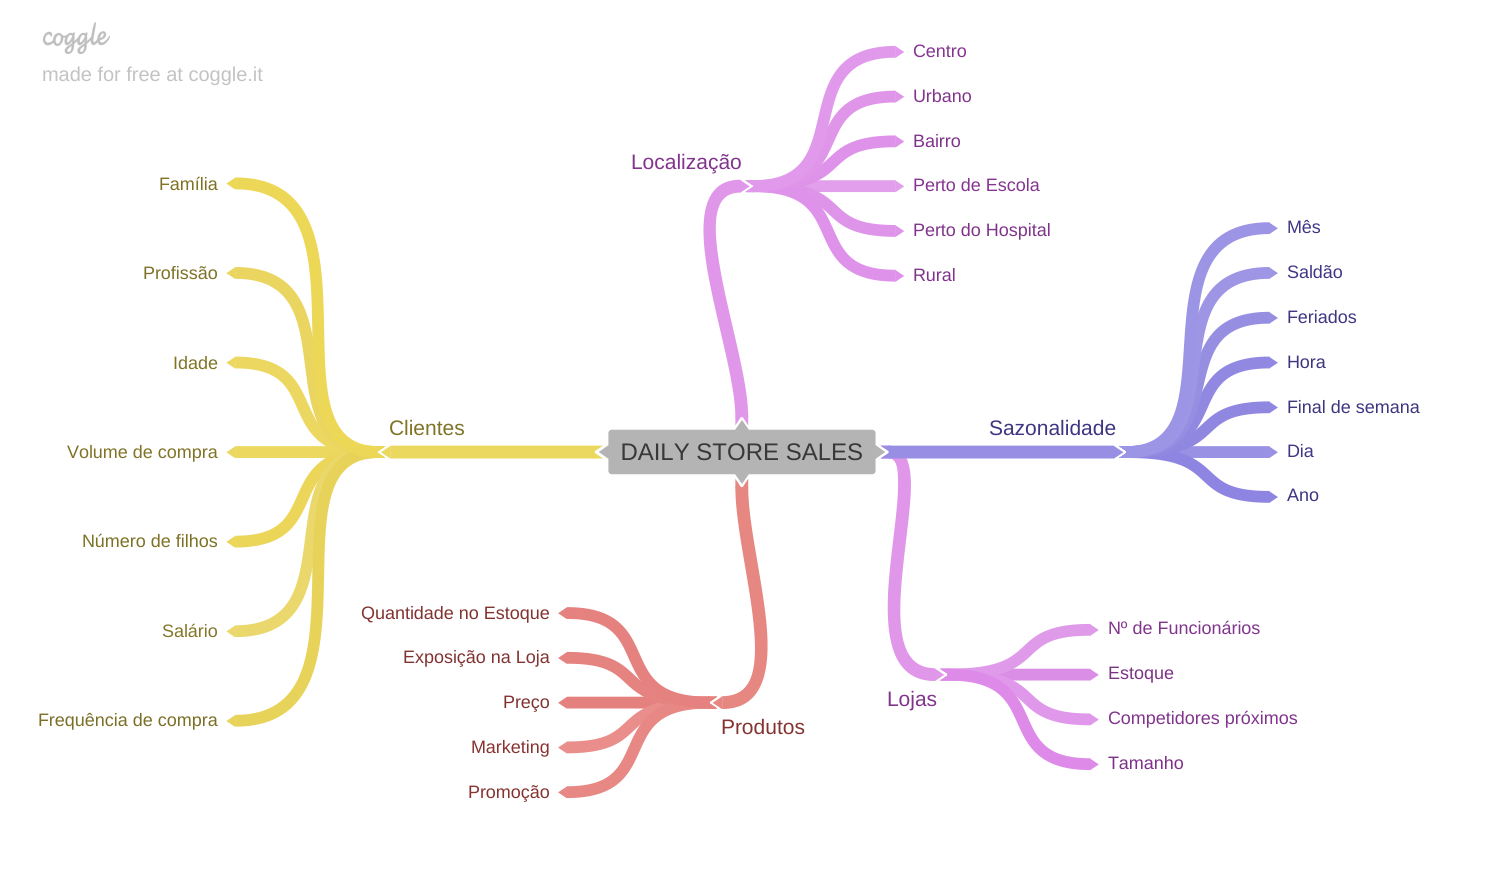 coggle
made for free at coggle.it
DAILY STORE SALES
Localização
Centro
Urbano
Bairro
Perto de Escola
Perto do Hospital
Rural
Sazonalidade
Mês
Saldão
Feriados
Hora
Final de semana
Dia
Ano
Lojas
Nº de Funcionários
Estoque
Competidores próximos
Tamanho
Clientes
Família
Profissão
Idade
Volume de compra
Número de filhos
Salário
Frequência de compra
Produtos
Quantidade no Estoque
Exposição na Loja
Preço
Marketing
Promoção